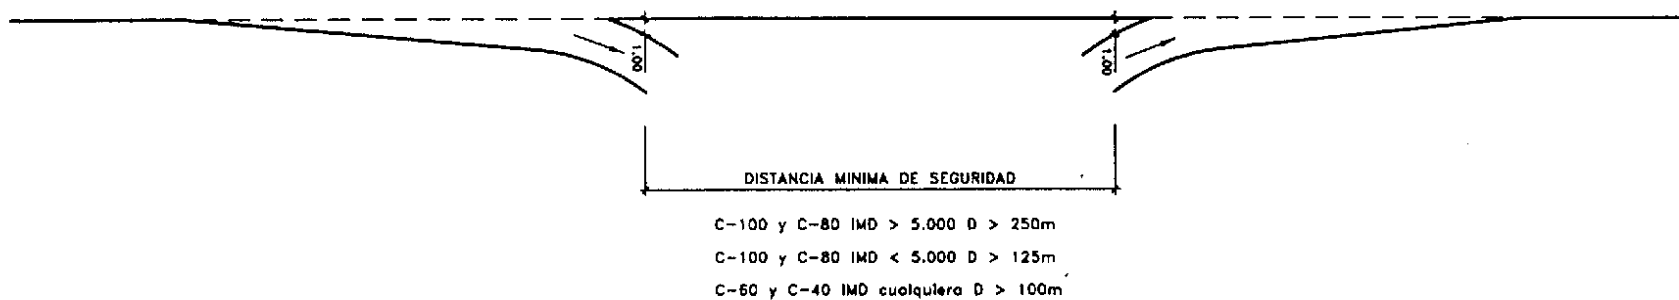 1.00
1.00
DISTANCIA MINIMA DE SEGURIDAD
C-100 y C-80 IMD > 5.000 D > 250m
C-100 y C-80 IMD < 5.000 D > 125m
C-60 y C-40 IMD cualquiera D > 100m